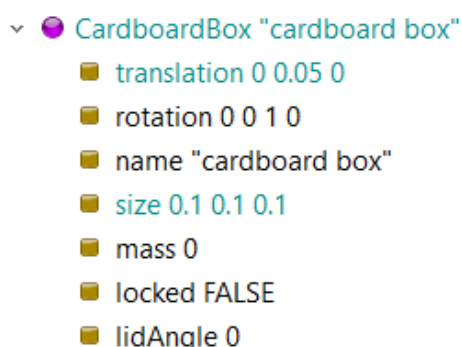 CardboardBox "cardboard box"
translation 0 0.05 0
rotation 0 0 1 0
name "cardboard box"
size 0.1 0.1 0.1
mass 0
locked FALSE
lidAngle 0